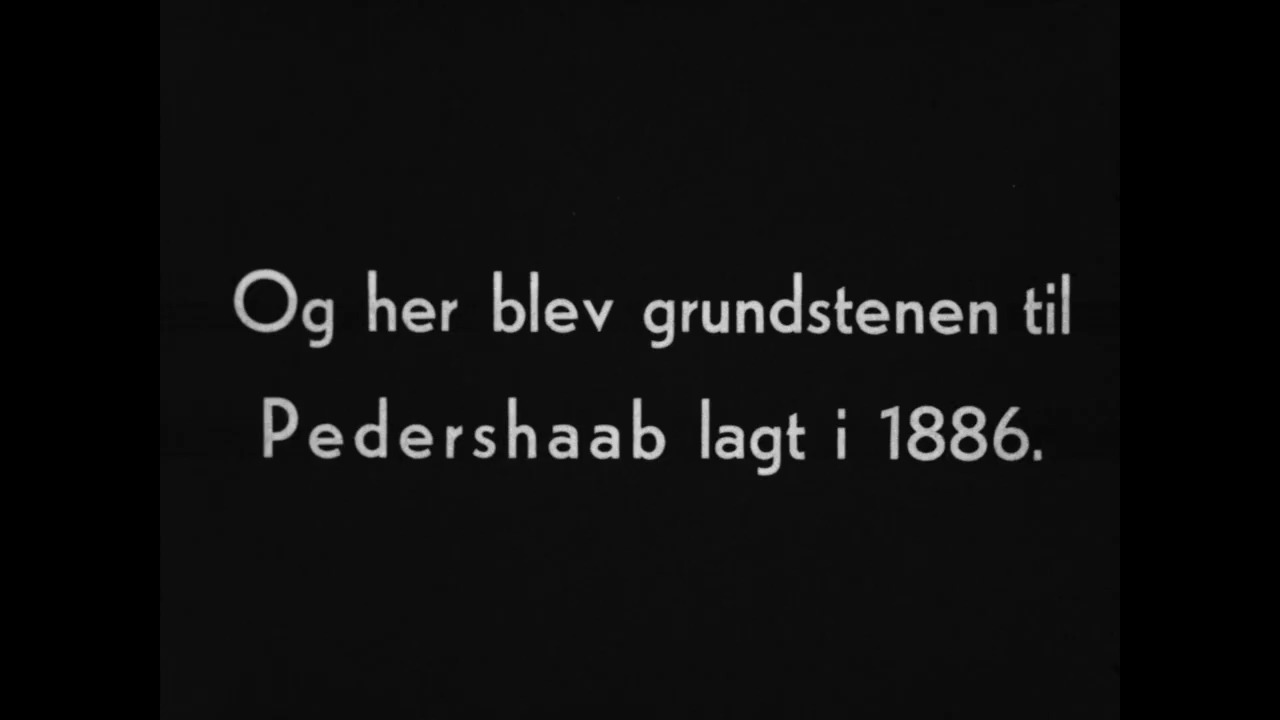 Og her blev grundstenen til
Pedershaab lagt i 1886.